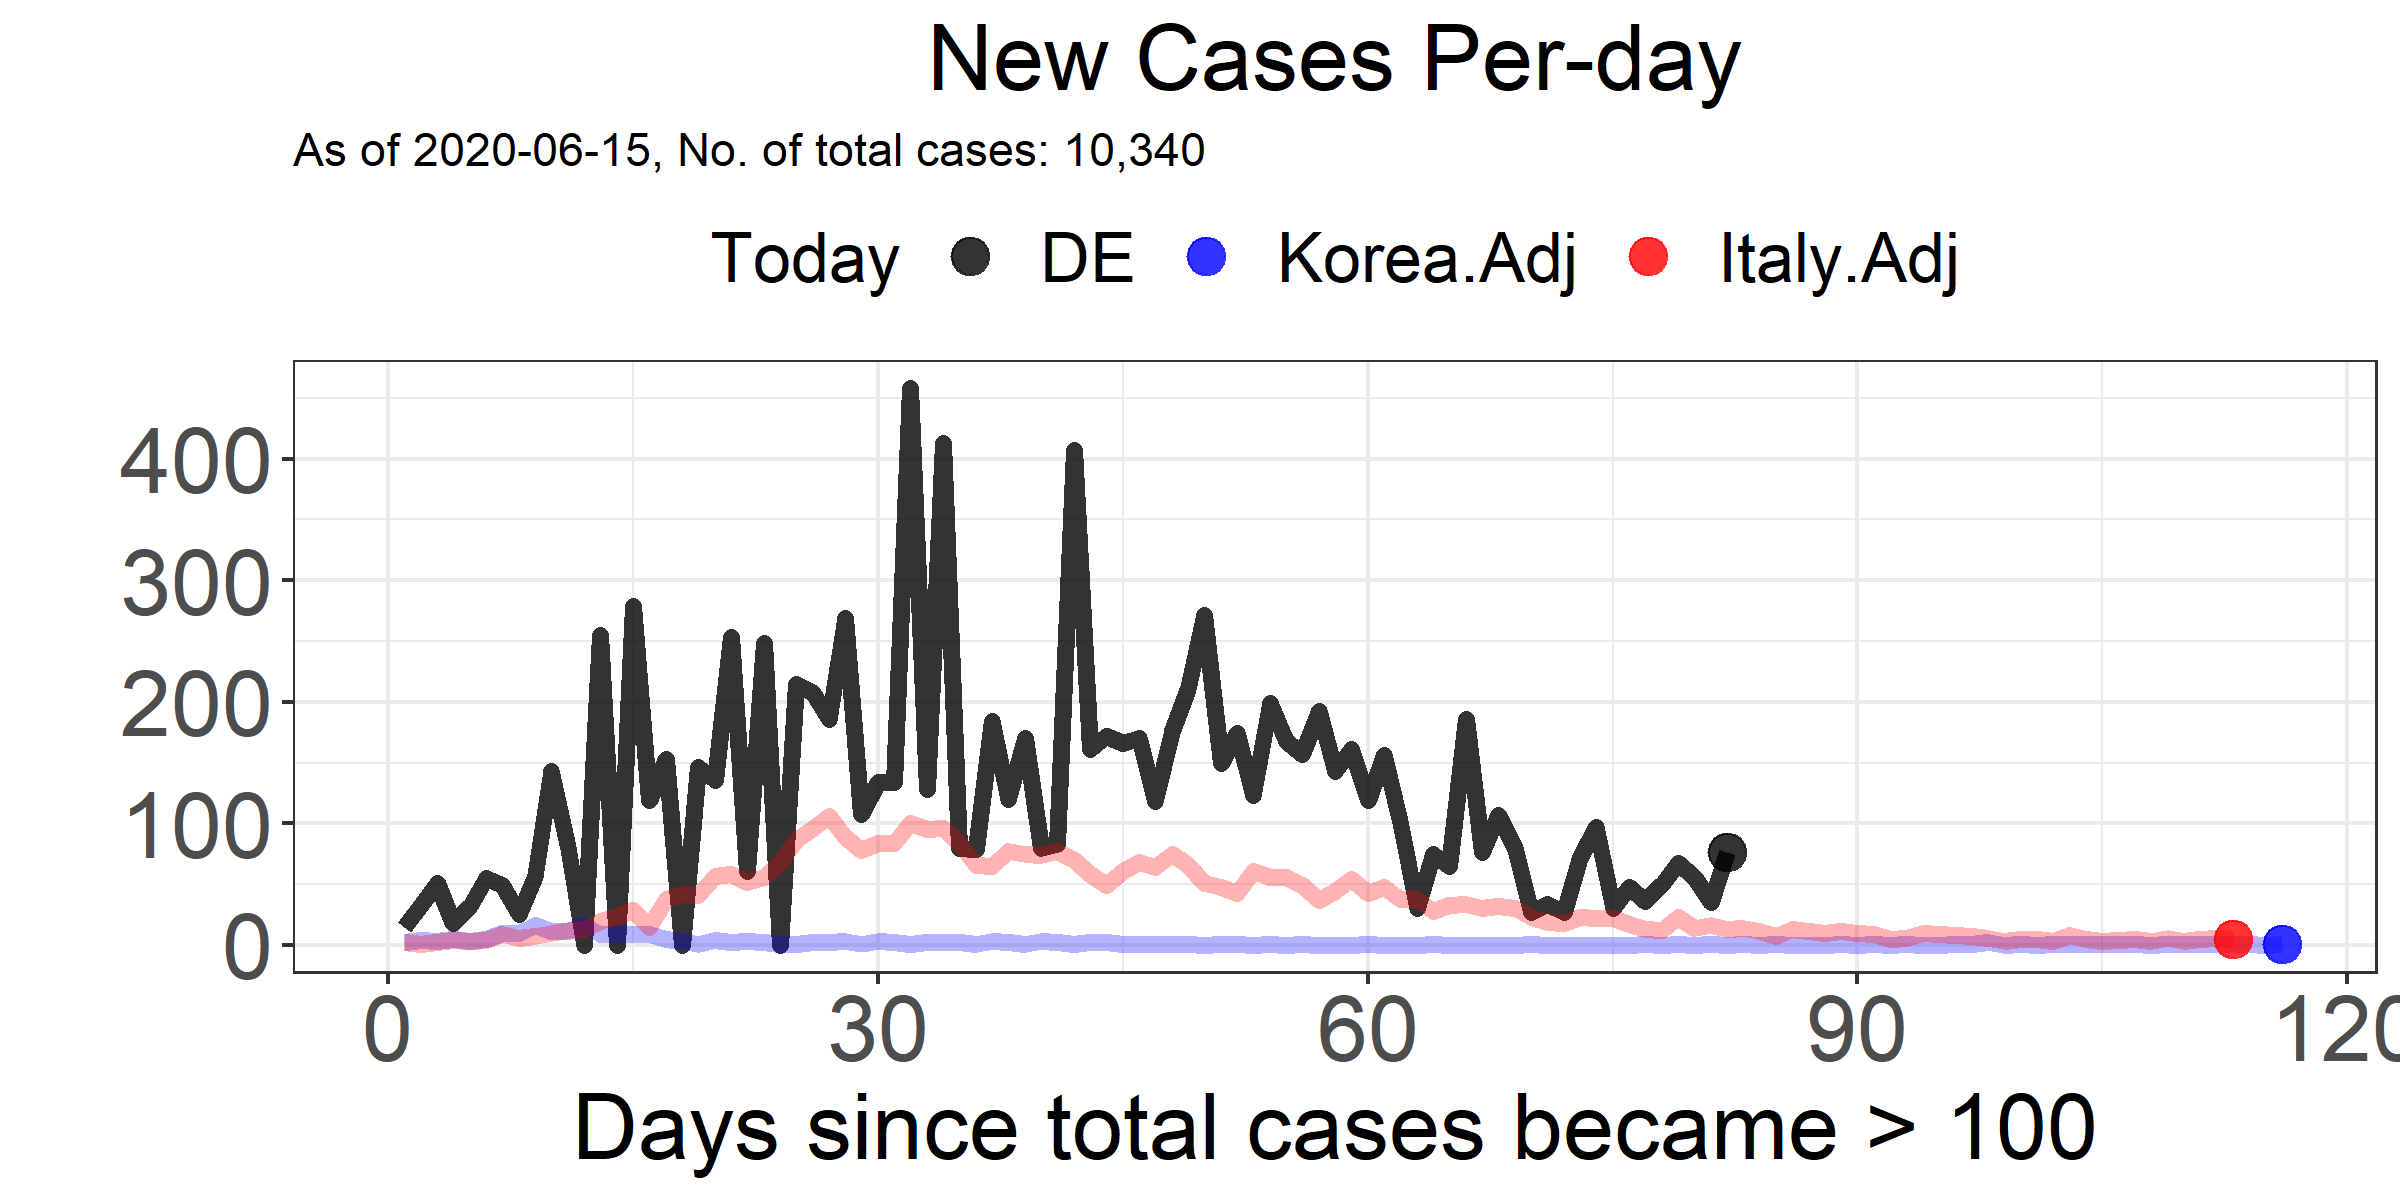 New Cases Per-day
As of 2020-06-15, No. of total cases: 10,340
Today DE Korea.Adj Italy.Adj
400
300
200
100
0
0 30 60 90 120
Days since total cases became > 100